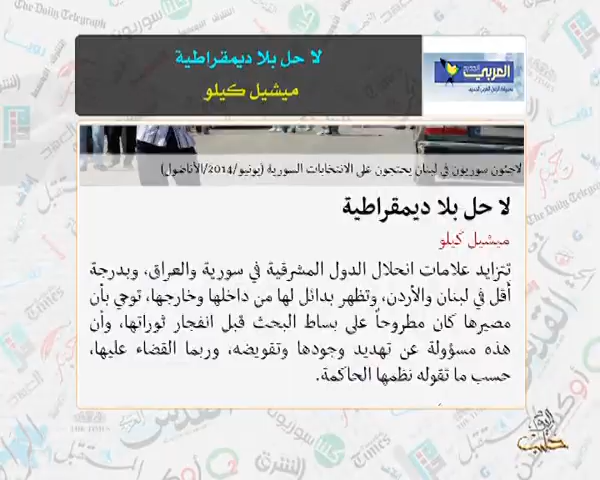 لا حل بلا ديمقراطية
ميشيل كيلو
العربي
الجديد
لاجئون سوريون في لبنان يحتجون على الانتخابات السورية (يونيو/2014/الأناضول)
لا حل بلا ديمقراطية
ميشيل كيلو
تتزايد علامات انحلال الدول المشرقية في سورية والعراق، وبدرجة
أقل في لبنان والأردن، وتظهر بدائل لها من داخلها وخارجها، توحي بأن
مصيرها كان مطروحاً على بساط البحث قبل انفجار ثوراتها، وأن
هذه مسؤولة عن تهديد وجودها وتقويضه، وربما القضاء عليها،
حسب ما تقوله نظمها الحاكمة.
حلب اليوم